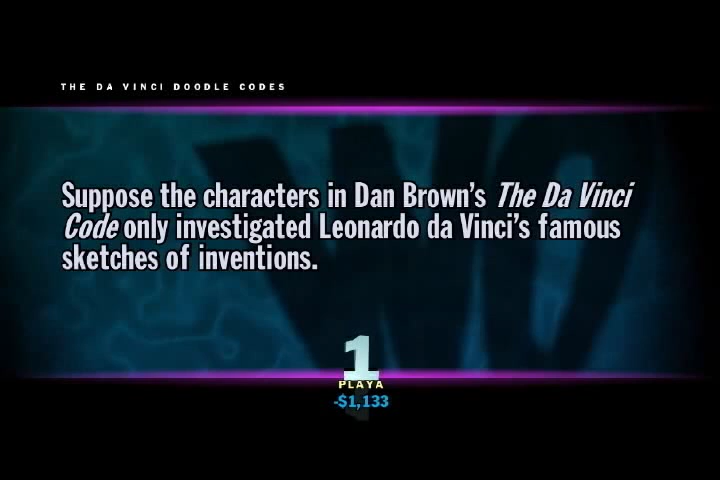 THE DA VINCI DOODLE CODES
Suppose the characters in Dan Brown's The Da Vinci
Code only investigated Leonardo da Vinci's famous
sketches of inventions.
1
PLAYA
-$1,133